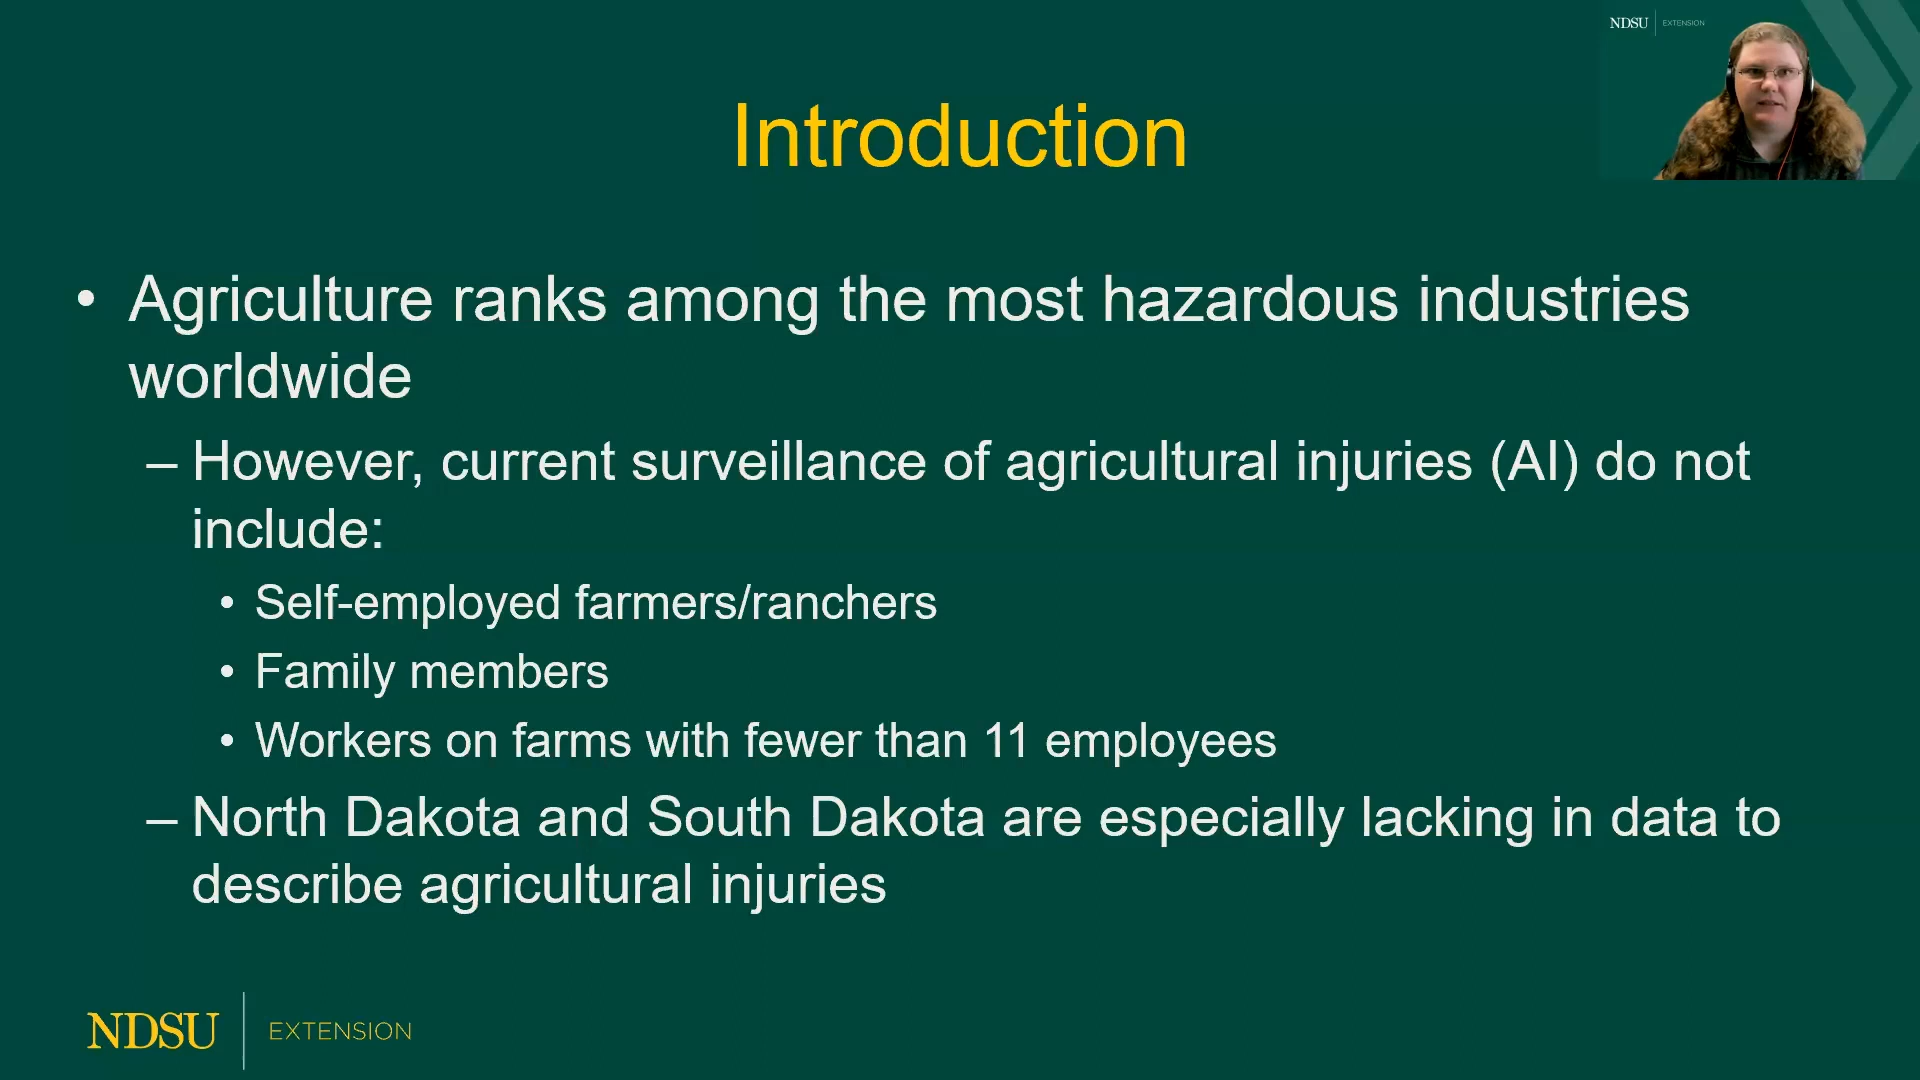 NDSU EXTENSION
Introduction
• Agriculture ranks among the most hazardous industries
worldwide
– However, current surveillance of agricultural injuries (AI) do not
include:
• Self-employed farmers/ranchers
• Family members
• Workers on farms with fewer than 11 employees
– North Dakota and South Dakota are especially lacking in data to
describe agricultural injuries
NDSU EXTENSION